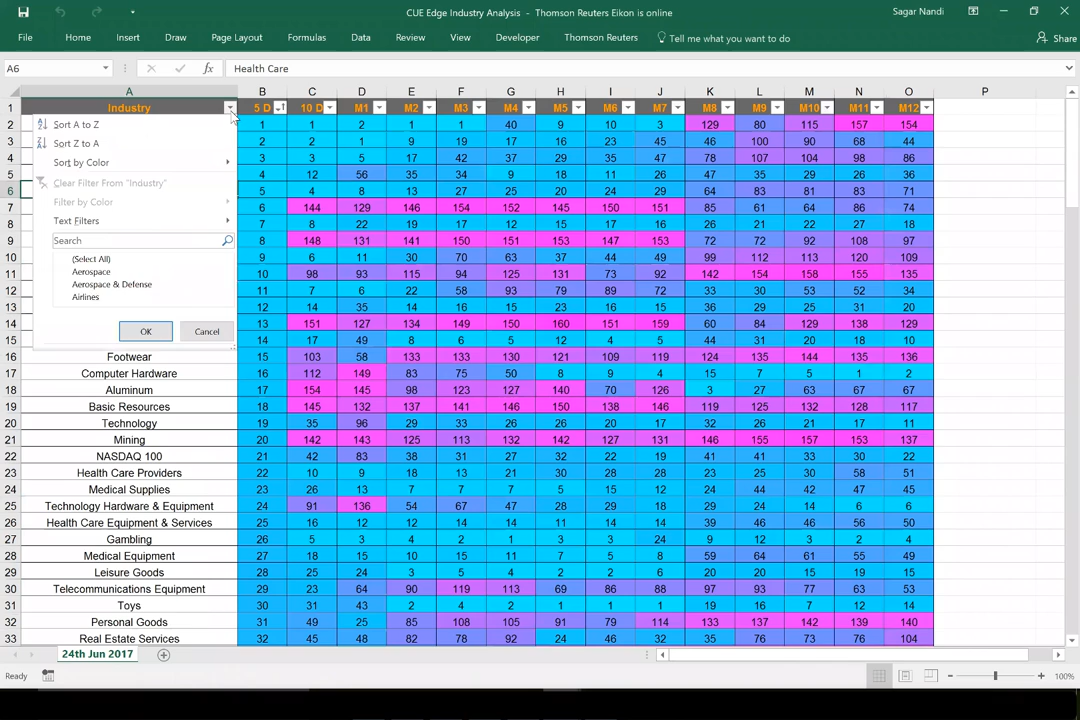 CUE Edge Industry Analysis - Thomson Reuters Eikon is online
Sagar Nandi
File Home Insert Draw Page Layout Formulas Data Review View Developer Thomson Reuters Tell me what you want to do Share
A6 fx Health Care
A B C D E F G H I J K L M N O P
1 Industry 5 D 10 D M1 M2 M3 M4 M5 M6 M7 M8 M9 M10 M11 M12
2 1 1 2 1 1 40 9 10 3 129 80 115 157 154
3 2 2 1 9 19 17 16 23 45 46 100 90 68 44
4 3 3 5 17 42 37 29 35 47 78 107 104 98 86
5 4 12 56 35 34 9 18 11 26 47 35 29 26 36
6 5 4 8 13 27 25 20 24 29 64 83 81 83 71
7 6 144 129 146 154 152 145 150 151 85 61 64 86 74
8 7 8 22 19 17 12 15 17 16 26 21 22 27 18
9 8 148 131 141 150 151 153 147 153 72 72 92 108 97
10 9 6 11 30 70 63 37 44 49 99 112 113 120 109
11 10 98 93 115 94 125 131 73 92 142 154 158 155 135
12 11 7 6 22 58 93 79 89 72 33 30 53 52 34
13 12 14 35 14 16 15 23 16 15 36 29 25 31 20
14 13 151 127 134 149 150 160 151 159 60 84 129 138 129
15 14 17 49 8 6 5 12 4 5 44 31 20 18 10
16 Footwear 15 103 58 133 133 130 121 109 119 124 135 144 135 136
17 Computer Hardware 16 112 149 83 75 50 8 9 4 15 7 5 1 2
18 Aluminum 17 154 145 98 123 127 140 70 126 3 27 63 67 67
19 Basic Resources 18 145 132 137 141 146 150 138 146 119 125 132 128 117
20 Technology 19 35 96 29 33 26 26 20 17 32 26 21 17 11
21 Mining 20 142 143 125 113 132 142 127 131 146 155 157 153 137
22 NASDAQ 100 21 42 83 38 31 27 32 22 19 41 41 33 30 22
23 Health Care Providers 22 10 9 18 13 21 30 28 28 23 25 30 58 51
24 Medical Supplies 23 26 13 7 7 7 5 15 12 24 44 42 47 45
25 Technology Hardware & Equipment 24 91 136 54 67 47 28 29 18 29 24 14 6 6
26 Health Care Equipment & Services 25 16 12 12 14 14 11 14 14 39 46 46 56 50
27 Gambling 26 5 3 4 2 1 3 3 24 9 12 3 2 4
28 Medical Equipment 27 18 15 10 15 11 7 5 8 59 64 61 55 49
29 Leisure Goods 28 25 24 3 5 4 2 2 6 20 20 15 19 15
30 Telecommunications Equipment 29 23 64 90 119 113 69 86 88 97 93 77 63 53
31 Toys 30 31 43 2 4 2 1 1 1 19 16 7 12 14
32 Personal Goods 31 49 25 85 108 105 91 79 114 133 137 142 139 140
33 Real Estate Services 32 45 48 82 78 92 24 46 32 35 76 73 76 104
Sort A to Z
Sort Z to A
Sort by Color
Clear Filter From "Industry"
Filter by Color
Text Filters
Search
(Select All)
Aerospace
Aerospace & Defense
Airlines
OK Cancel
24th Jun 2017
Ready 100%